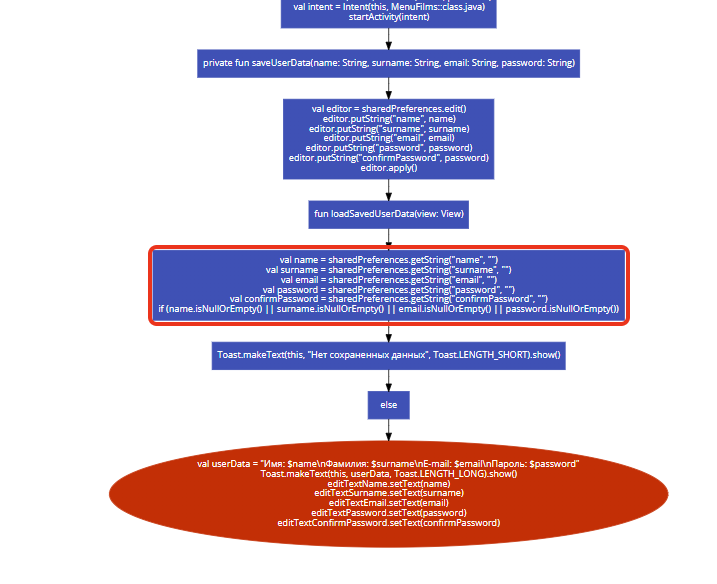 val intent = Intent(this, MenuFilms::class.java)
startActivity(intent)
private fun saveUserData(name: String, surname: String, email: String, password: String)
val editor = sharedPreferences.edit()
editor.putString("name", name)
editor.putString("surname", surname)
editor.putString("email", email)
editor.putString("password", password)
editor.putString("confirmPassword", password)
editor.apply()
fun loadSavedUserData(view: View)
val name = sharedPreferences.getString("name", "")
val surname = sharedPreferences.getString("surname", "")
val email = sharedPreferences.getString("email", "")
val password = sharedPreferences.getString("password", "")
val confirmPassword = sharedPreferences.getString("confirmPassword", "")
if (name.isNullOrEmpty() || surname.isNullOrEmpty() || email.isNullOrEmpty() || password.isNullOrEmpty())
Toast.makeText(this, "Нет сохраненных данных", Toast.LENGTH_SHORT).show()
else
val userData = "Имя: $name\nФамилия: $surname\nE-mail: $email\nПароль: $password"
Toast.makeText(this, userData, Toast.LENGTH_LONG).show()
editTextName.setText(name)
editTextSurname.setText(surname)
editTextEmail.setText(email)
editTextPassword.setText(password)
editTextConfirmPassword.setText(confirmPassword)